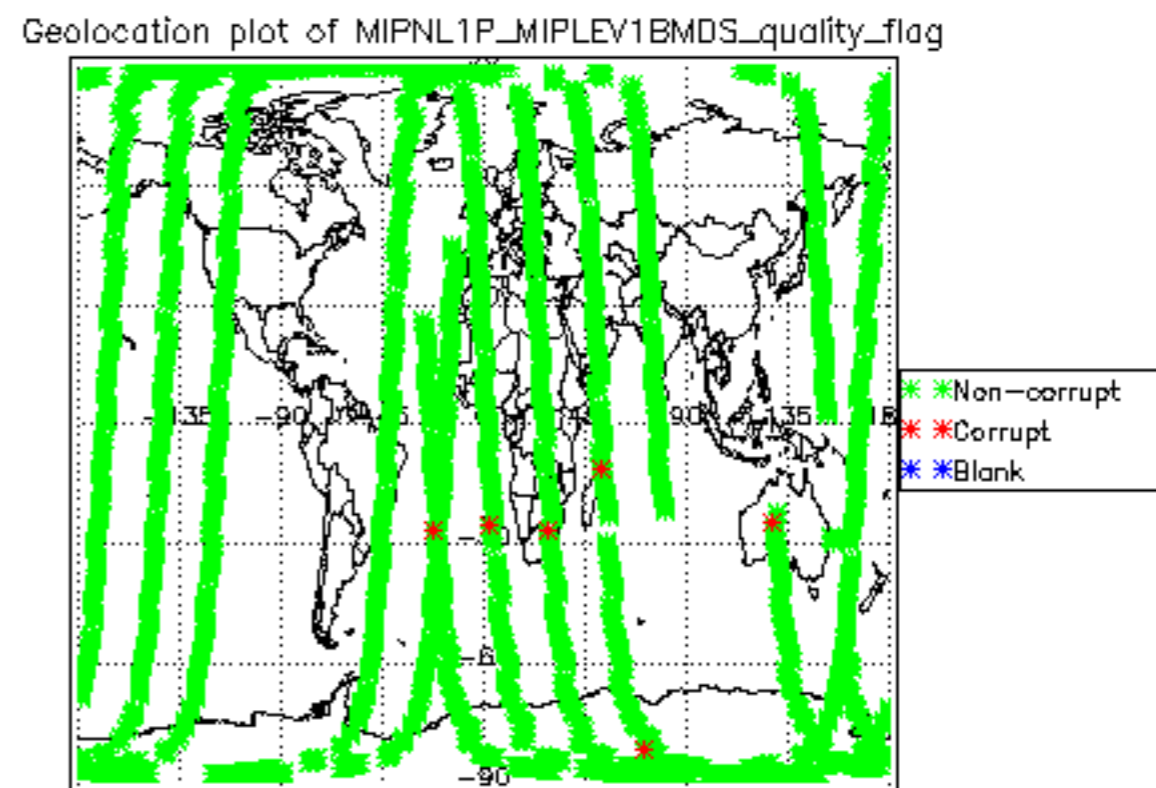 Geolocation plot of MIPNL1P_MIPLEV1BMDS_quality_flag
-135 -90 90 135
Non-corrupt
Corrupt
Blank
-90